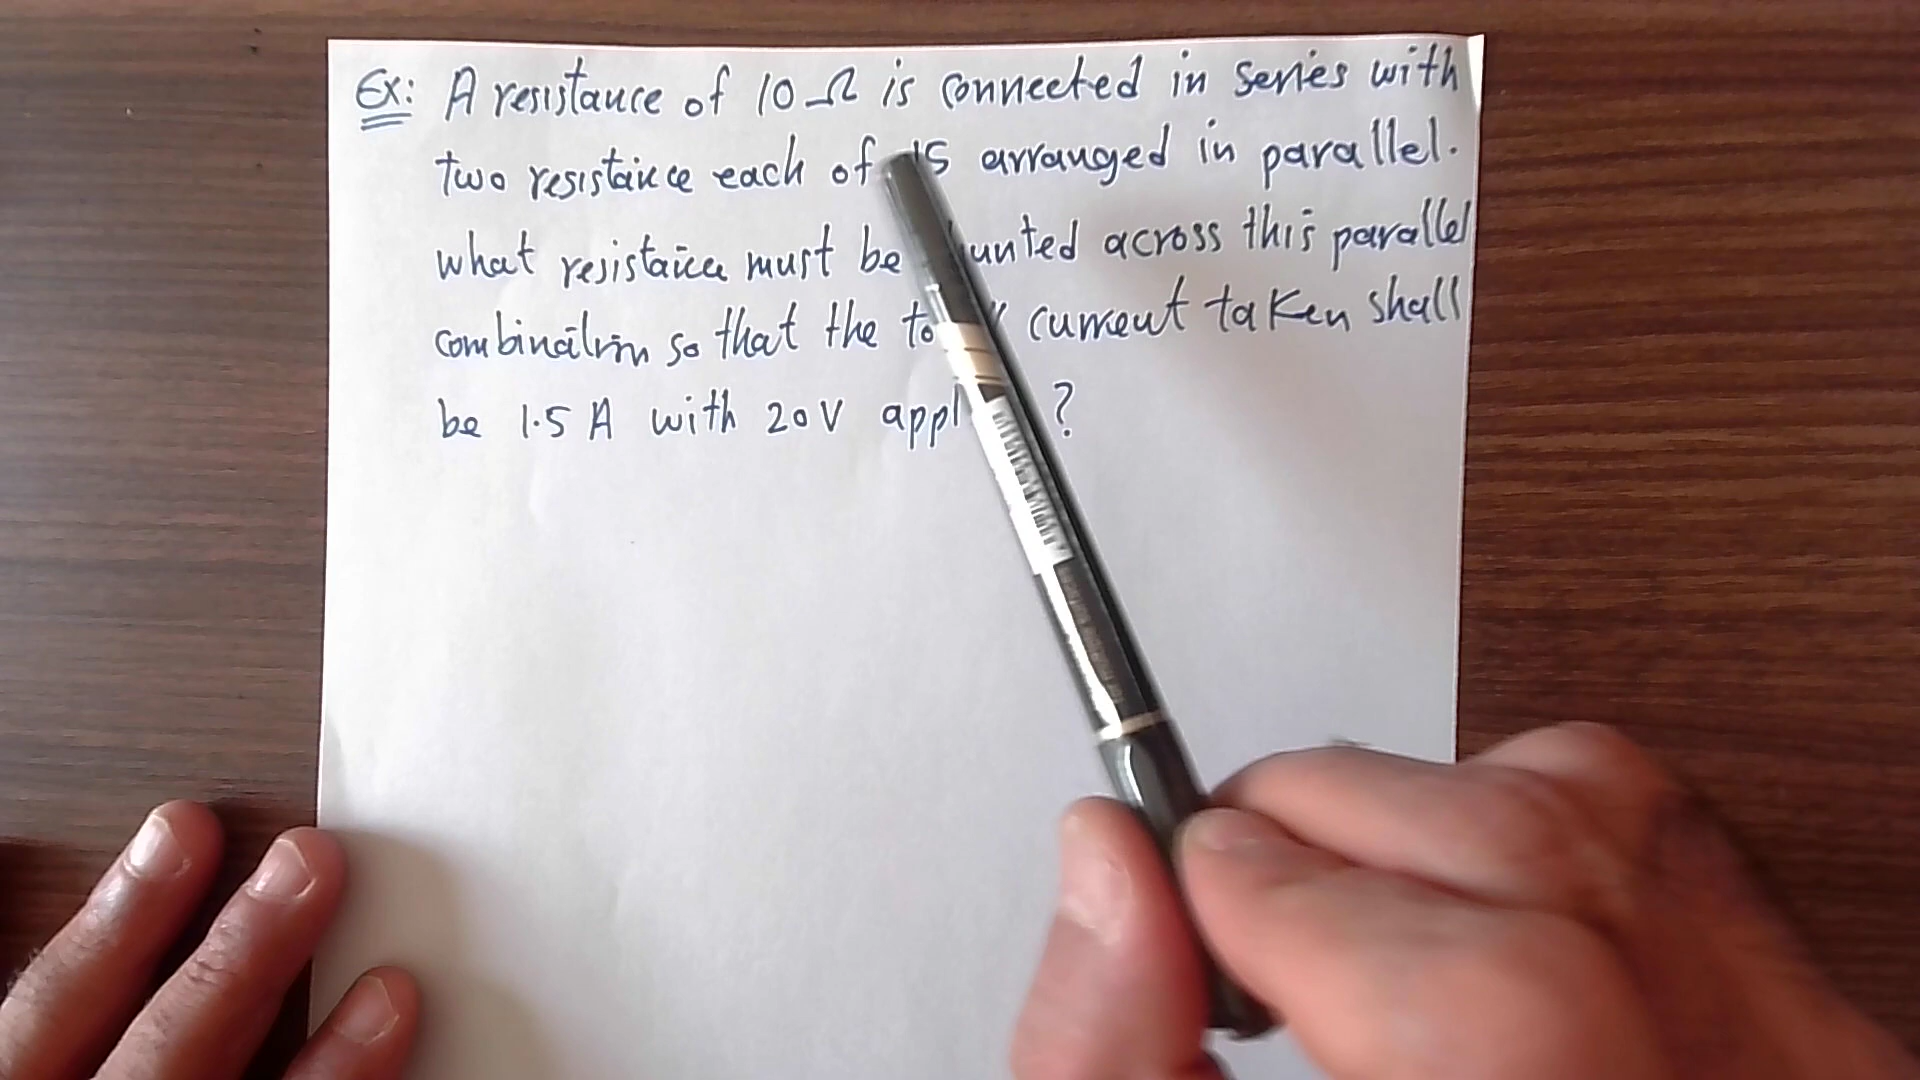 Ex: A resistance of 10 Ω is connected in series with
two resistance each of 15 arranged in parallel.
what resistance must be across this parallel
combination so that the current taken shall
be 1.5 A with 20V ?